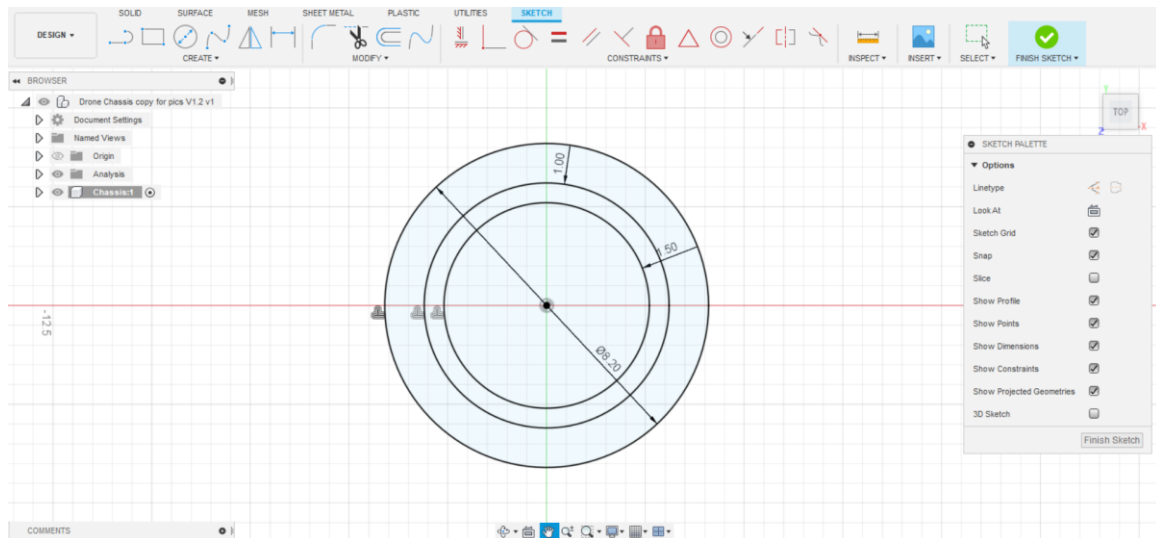 SOLID SURFACE MESH SHEET METAL PLASTIC UTILITIES SKETCH
DESIGN ▾
CREATE ▾ MODIFY ▾ CONSTRAINTS ▾ INSPECT ▾ INSERT ▾ SELECT ▾ FINISH SKETCH ▾
BROWSER
Drone Chassis copy for pics V1.2 v1
Document Settings
Named Views
Origin
Analysis
Chassis:1
TOP
Y
X
Z
1.00
1.50
Ø8.20
-12.5
SKETCH PALETTE
Options
Linetype
Look At
Sketch Grid
Snap
Slice
Show Profile
Show Points
Show Dimensions
Show Constraints
Show Projected Geometries
3D Sketch
Finish Sketch
COMMENTS